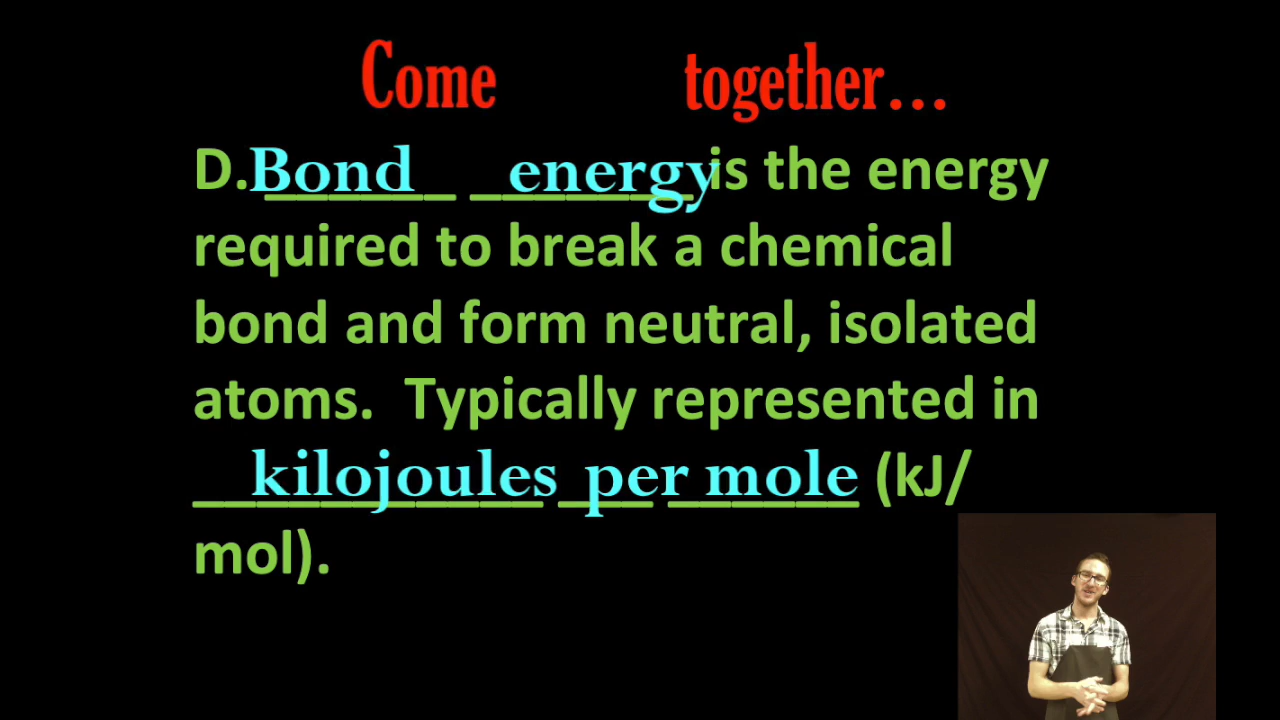 Come together...
D. Bond energy is the energy
required to break a chemical
bond and form neutral, isolated
atoms. Typically represented in
kilojoules per mole (kJ/
mol).